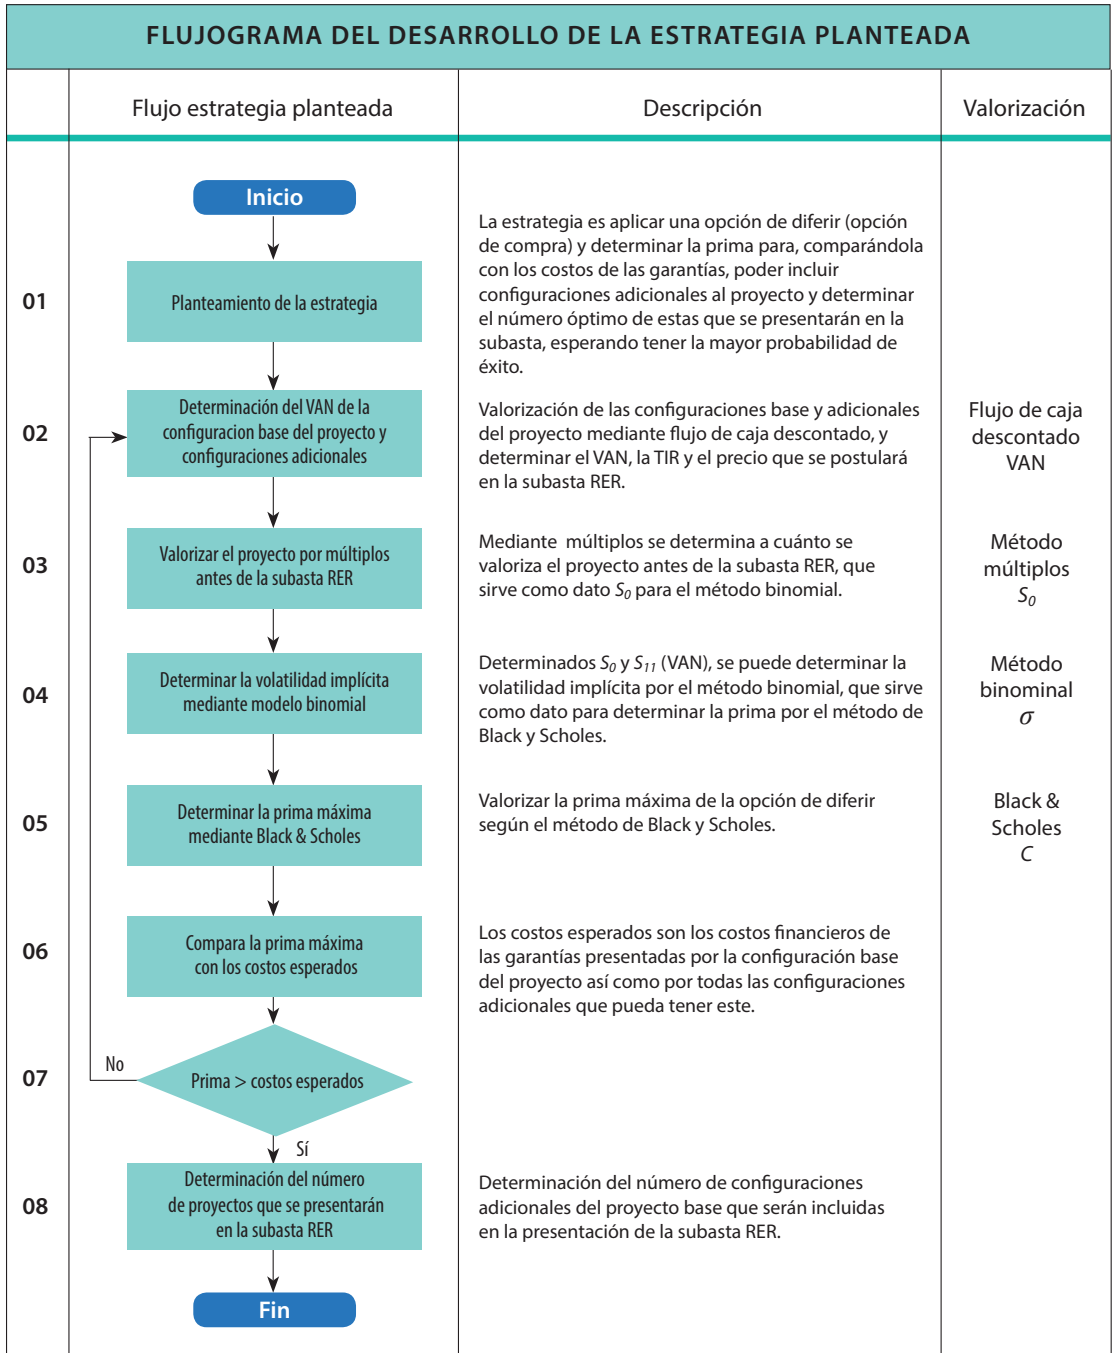 FLUJOGRAMA DEL DESARROLLO DE LA ESTRATEGIA PLANTEADA
Flujo estrategia planteada
Descripción
Valorización
Inicio
01
Planteamiento de la estrategia
La estrategia es aplicar una opción de diferir (opción
de compra) y determinar la prima para, comparándola
con los costos de las garantías, poder incluir
configuraciones adicionales al proyecto y determinar
el número óptimo de estas que se presentarán en la
subasta, esperando tener la mayor probabilidad de
éxito.
02
Determinación del VAN de la
configuracion base del proyecto y
configuraciones adicionales
Valorización de las configuraciones base y adicionales
del proyecto mediante flujo de caja descontado, y
determinar el VAN, la TIR y el precio que se postulará
en la subasta RER.
Flujo de caja
descontado
VAN
03
Valorizar el proyecto por múltiplos
antes de la subasta RER
Mediante múltiplos se determina a cuánto se
valoriza el proyecto antes de la subasta RER, que
sirve como dato S0 para el método binomial.
Método
múltiplos
S0
04
Determinar la volatilidad implícita
mediante modelo binomial
Determinados S0 y S11 (VAN), se puede determinar la
volatilidad implícita por el método binomial, que sirve
como dato para determinar la prima por el método de
Black y Scholes.
Método
binominal
σ
05
Determinar la prima máxima
mediante Black & Scholes
Valorizar la prima máxima de la opción de diferir
según el método de Black y Scholes.
Black &
Scholes
C
06
Compara la prima máxima
con los costos esperados
Los costos esperados son los costos financieros de
las garantías presentadas por la configuración base
del proyecto así como por todas las configuraciones
adicionales que pueda tener este.
No
07
Prima > costos esperados
Sí
08
Determinación del número
de proyectos que se presentarán
en la subasta RER
Determinación del número de configuraciones
adicionales del proyecto base que serán incluidas
en la presentación de la subasta RER.
Fin